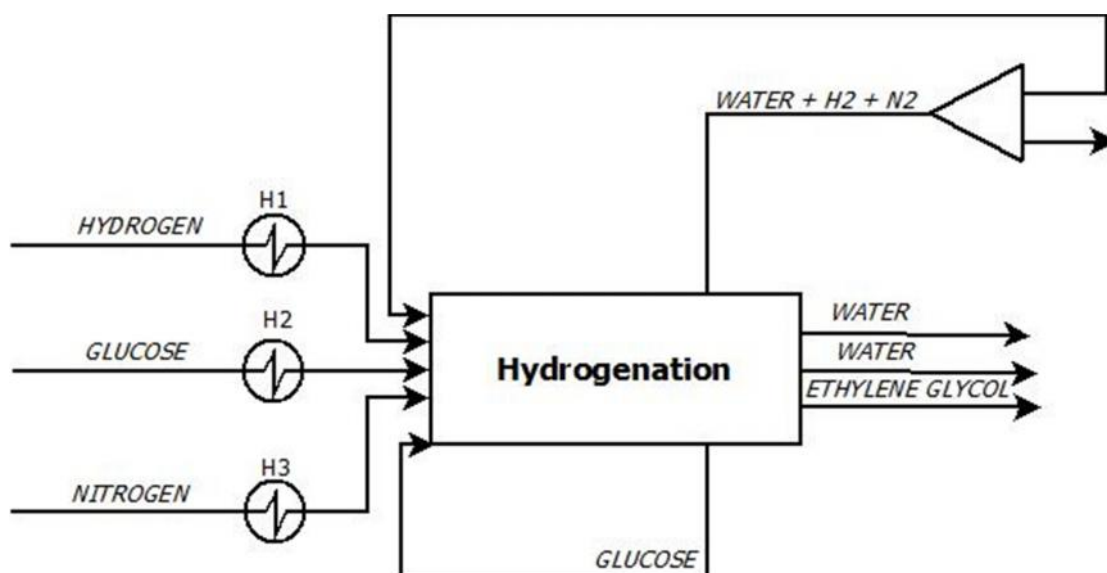 WATER + H2 + N2
H1
HYDROGEN
H2
GLUCOSE
Hydrogenation
WATER
WATER
ETHYLENE GLYCOL
H3
NITROGEN
GLUCOSE